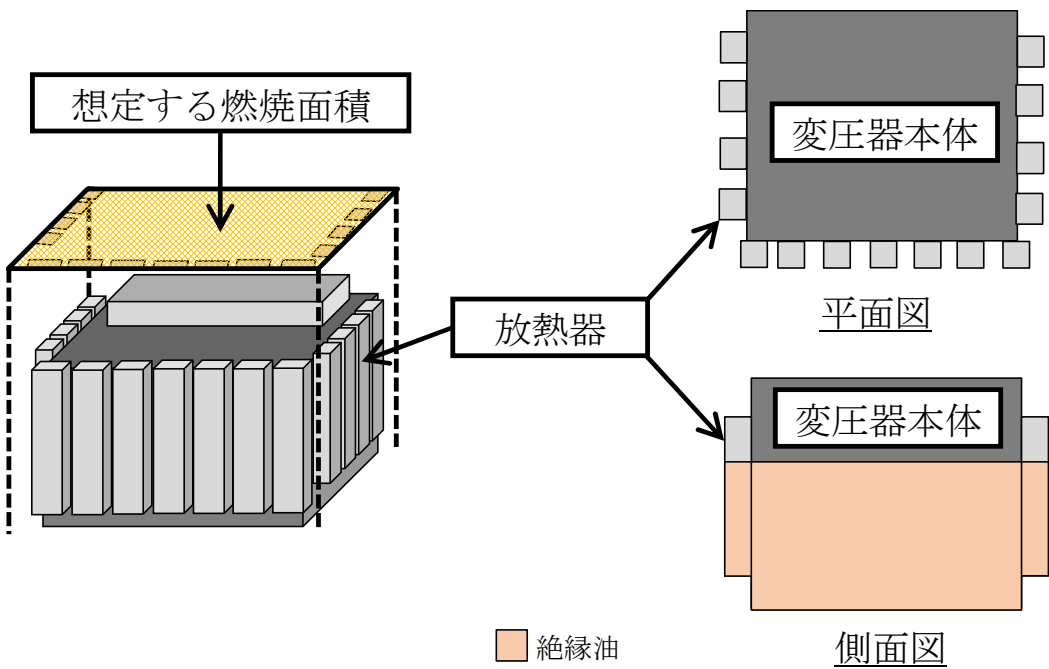 想定する燃焼面積
変圧器本体
平面図
放熱器
変圧器本体
側面図
絶縁油